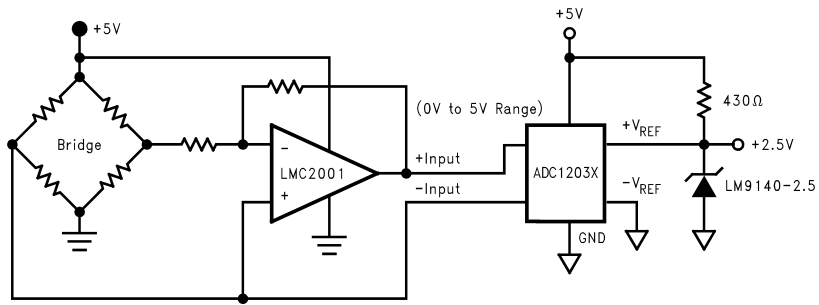 +5V
+5V
(0V to 5V Range)
430Ω
Bridge
-
LMC2001
+
+Input
-Input
ADC1203X
+VREF
+2.5V
-VREF
LM9140-2.5
GND